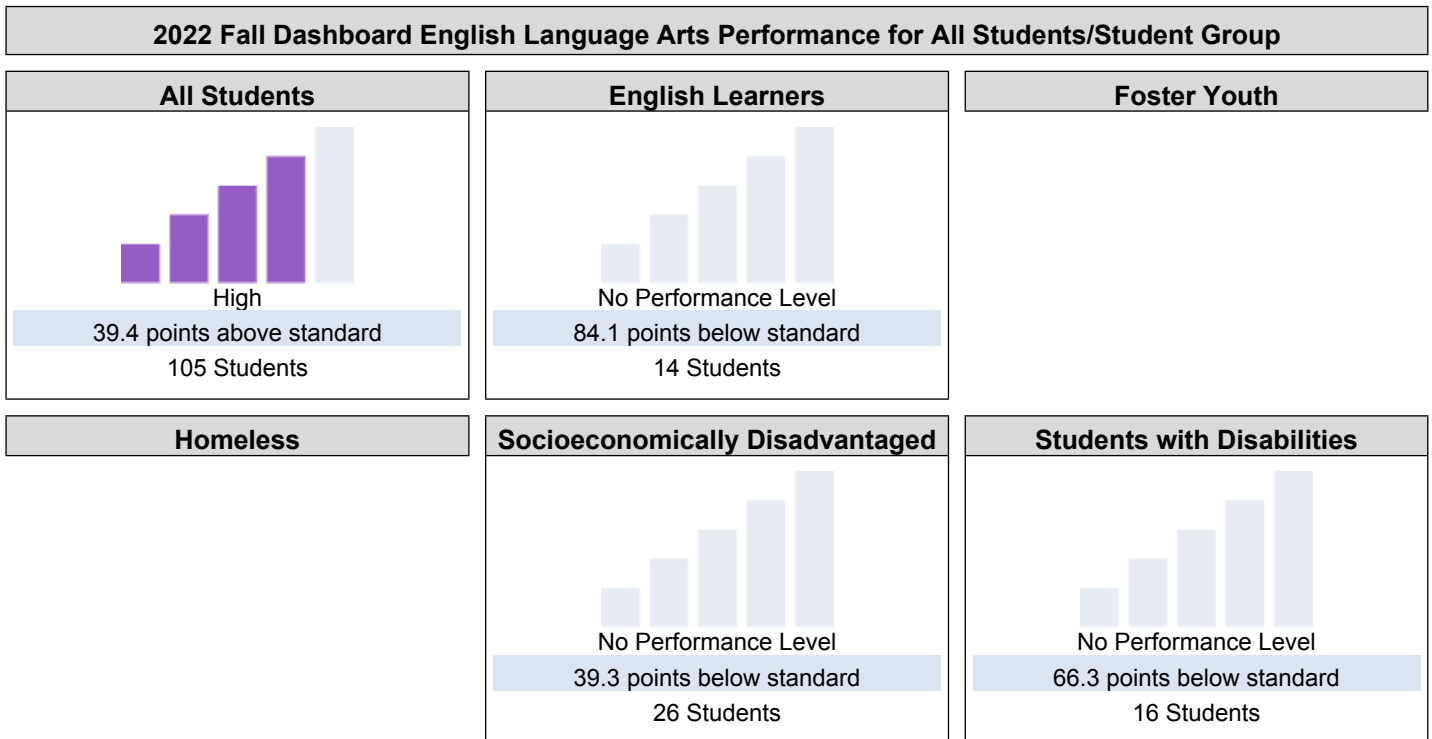 2022 Fall Dashboard English Language Arts Performance for All Students/Student Group
All Students
High
39.4 points above standard
105 Students
English Learners
No Performance Level
84.1 points below standard
14 Students
Foster Youth
Homeless
Socioeconomically Disadvantaged
No Performance Level
39.3 points below standard
26 Students
Students with Disabilities
No Performance Level
66.3 points below standard
16 Students